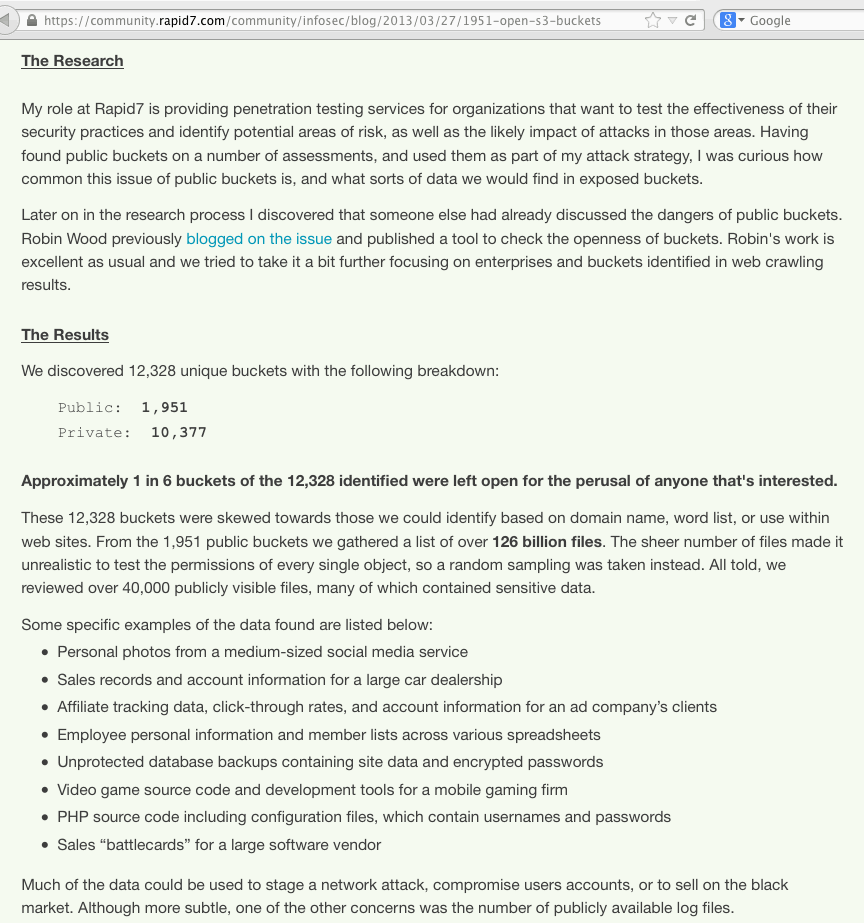 https://community.rapid7.com/community/infosec/blog/2013/03/27/1951-open-s3-buckets
8
Google
The Research
My role at Rapid7 is providing penetration testing services for organizations that want to test the effectiveness of their
security practices and identify potential areas of risk, as well as the likely impact of attacks in those areas. Having
found public buckets on a number of assessments, and used them as part of my attack strategy, I was curious how
common this issue of public buckets is, and what sorts of data we would find in exposed buckets.
Later on in the research process I discovered that someone else had already discussed the dangers of public buckets.
Robin Wood previously blogged on the issue and published a tool to check the openness of buckets. Robin's work is
excellent as usual and we tried to take it a bit further focusing on enterprises and buckets identified in web crawling
results.
The Results
We discovered 12,328 unique buckets with the following breakdown:
Public: 1,951
Private: 10,377
Approximately 1 in 6 buckets of the 12,328 identified were left open for the perusal of anyone that's interested.
These 12,328 buckets were skewed towards those we could identify based on domain name, word list, or use within
web sites. From the 1,951 public buckets we gathered a list of over 126 billion files. The sheer number of files made it
unrealistic to test the permissions of every single object, so a random sampling was taken instead. All told, we
reviewed over 40,000 publicly visible files, many of which contained sensitive data.
Some specific examples of the data found are listed below:
• Personal photos from a medium-sized social media service
• Sales records and account information for a large car dealership
• Affiliate tracking data, click-through rates, and account information for an ad company’s clients
• Employee personal information and member lists across various spreadsheets
• Unprotected database backups containing site data and encrypted passwords
• Video game source code and development tools for a mobile gaming firm
• PHP source code including configuration files, which contain usernames and passwords
• Sales “battlecards” for a large software vendor
Much of the data could be used to stage a network attack, compromise users accounts, or to sell on the black
market. Although more subtle, one of the other concerns was the number of publicly available log files.